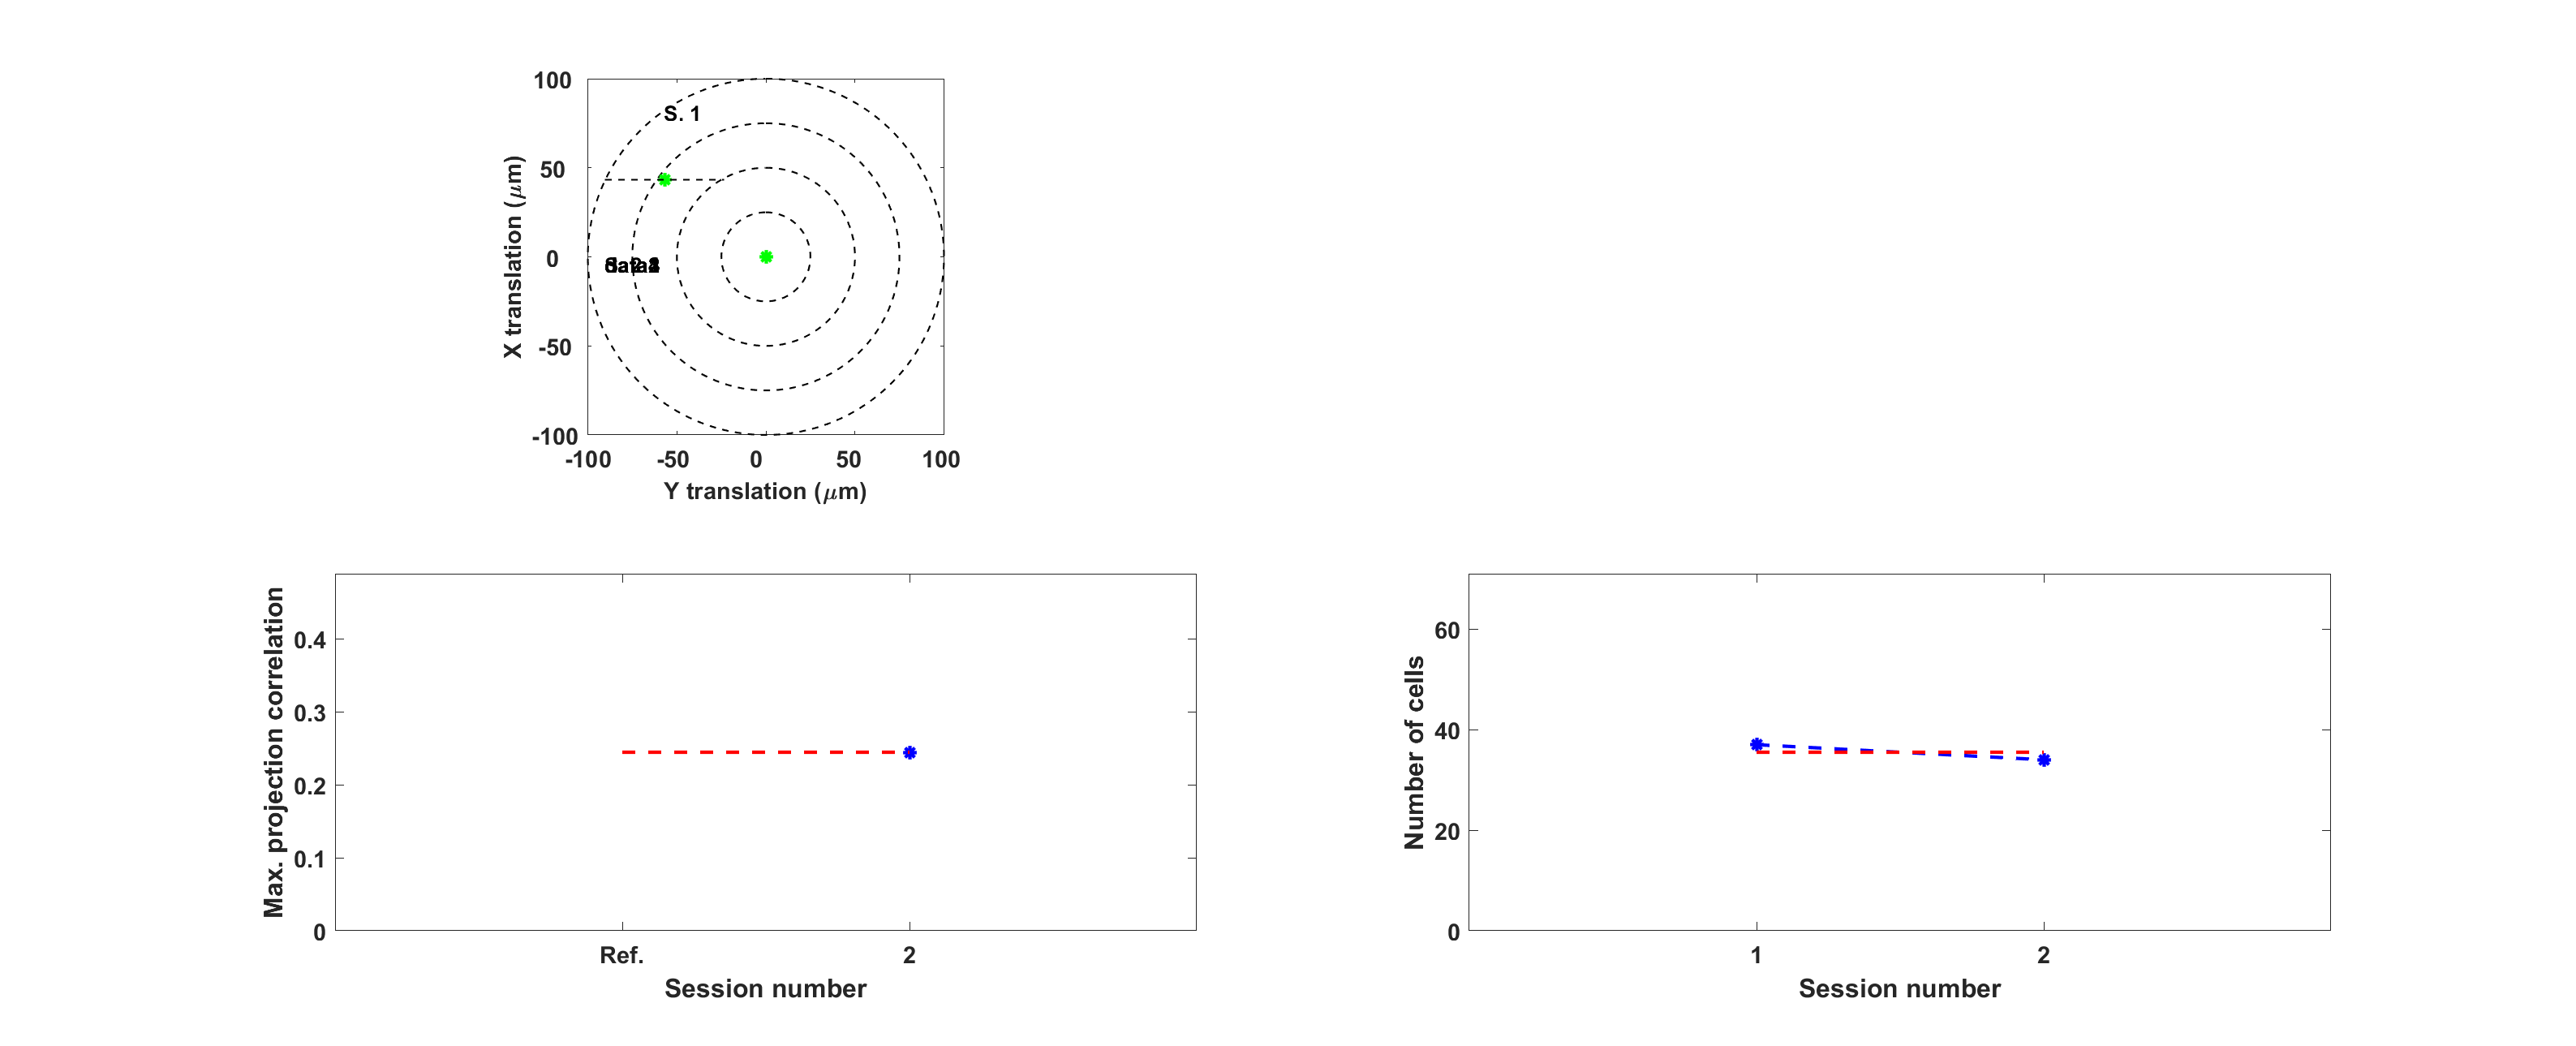 100
50
0
-50
-100
X translation (μm)
S. 1
-100 -50 0 50 100
Y translation (μm)
Max. projection correlation
0.4
0.3
0.2
0.1
0
Ref. 2
Session number
Number of cells
60
40
20
0
1 2
Session number